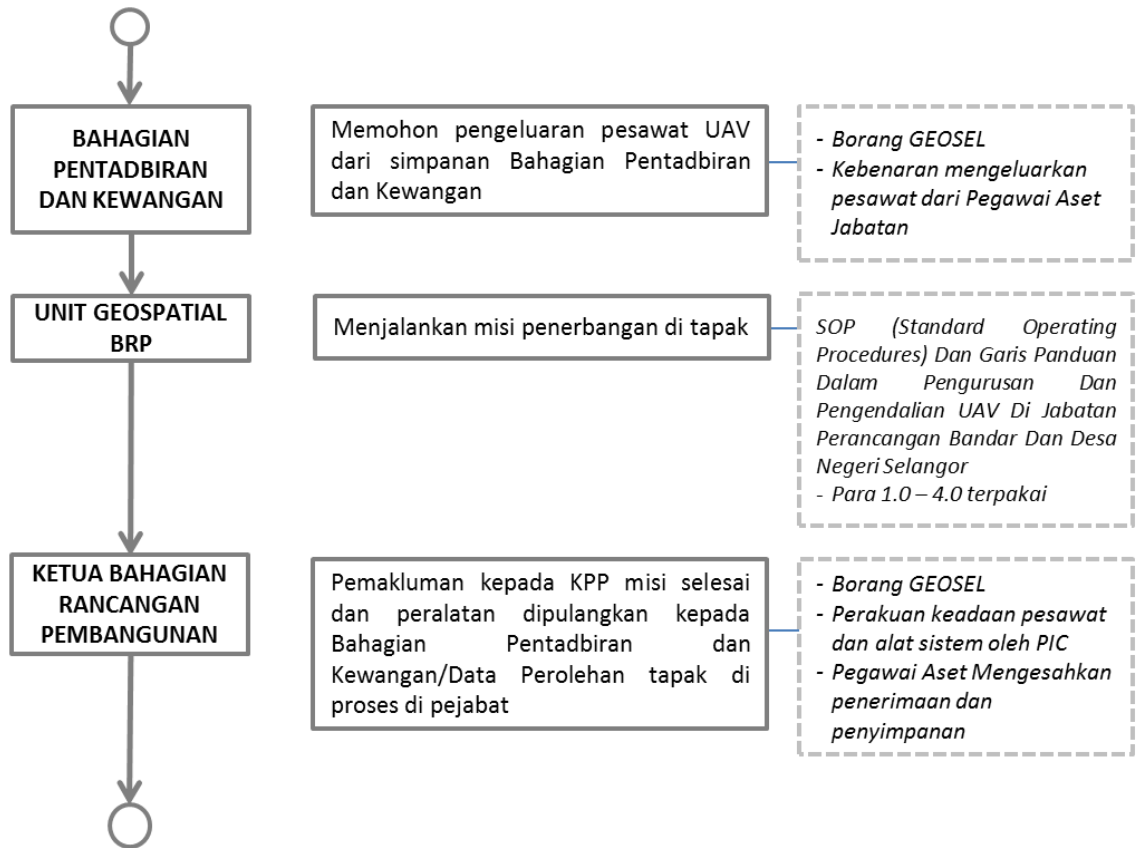 BAHAGIAN
PENTADBIRAN
DAN KEWANGAN
Memohon pengeluaran pesawat UAV
dari simpanan Bahagian Pentadbiran
dan Kewangan
- Borang GEOSEL
- Kebenaran mengeluarkan
pesawat dari Pegawai Aset
Jabatan
UNIT GEOSPATIAL
BRP
Menjalankan misi penerbangan di tapak
SOP (Standard Operating
Procedures) Dan Garis Panduan
Dalam Pengurusan Dan
Pengendalian UAV Di Jabatan
Perancangan Bandar Dan Desa
Negeri Selangor
- Para 1.0 – 4.0 terpakai
KETUA BAHAGIAN
RANCANGAN
PEMBANGUNAN
Pemakluman kepada KPP misi selesai
dan peralatan dipulangkan kepada
Bahagian Pentadbiran dan
Kewangan/Data Perolehan tapak di
proses di pejabat
- Borang GEOSEL
- Perakuan keadaan pesawat
dan alat sistem oleh PIC
- Pegawai Aset Mengesahkan
penerimaan dan
penyimpanan